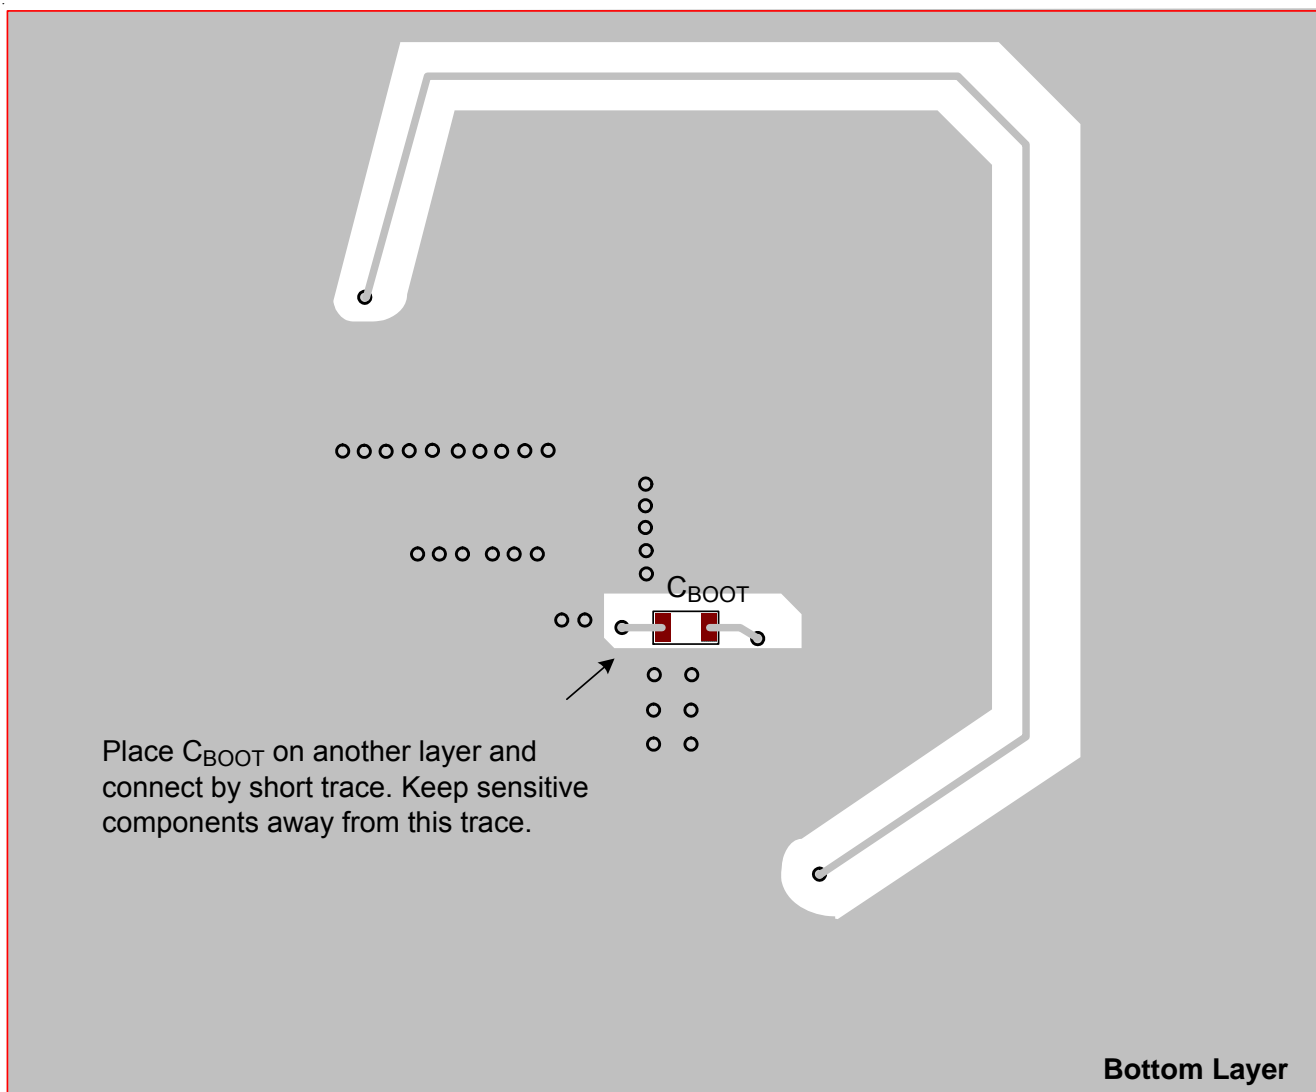 CBOOT
Place CBOOT on another layer and
connect by short trace. Keep sensitive
components away from this trace.
Bottom Layer